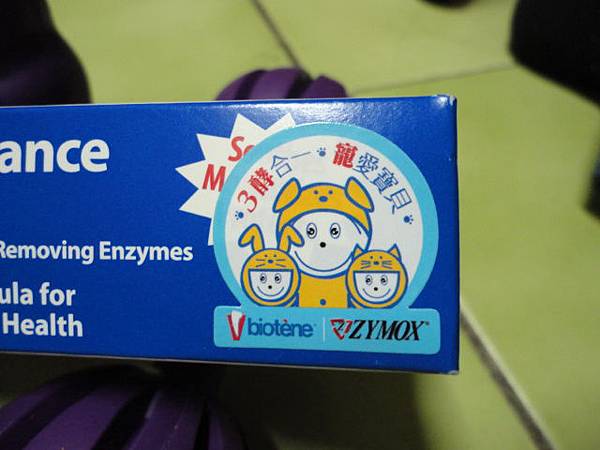 ance
Removing Enzymes
ula for
Health
3酵合一·寵愛寶貝
biotène® ZYMOX®